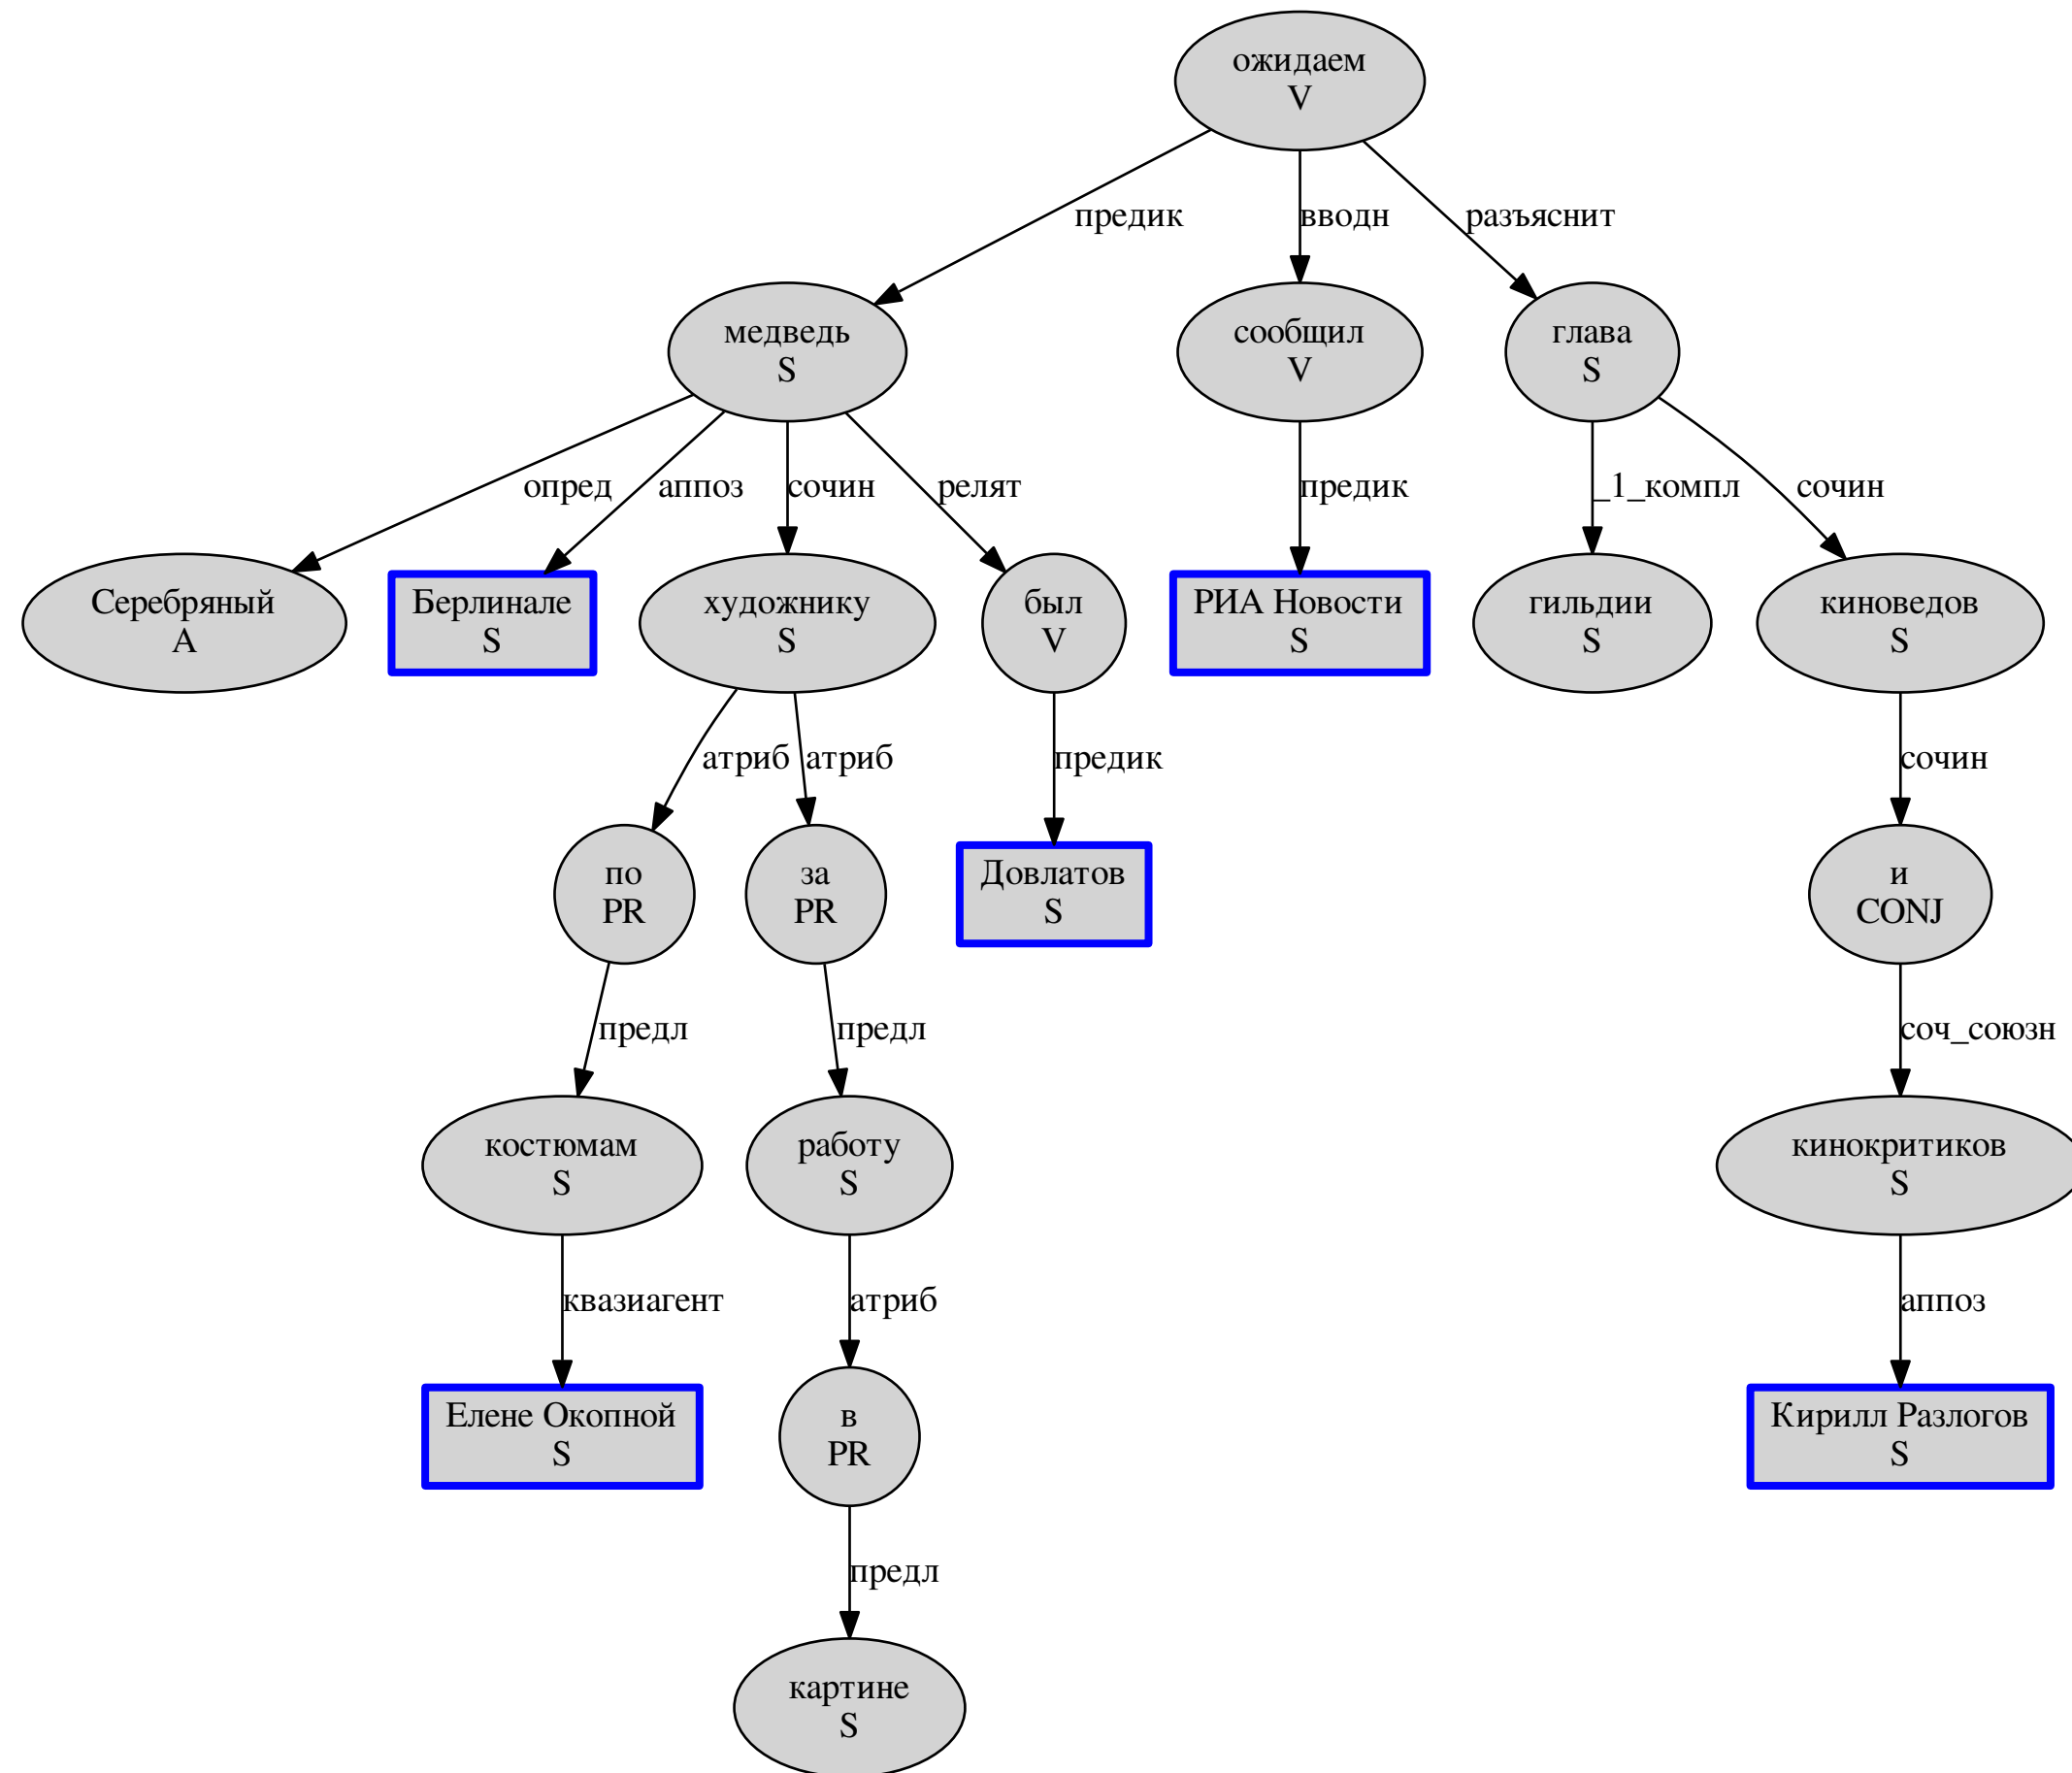 ожидаем
V
предик
вводн
разъяснит
медведь
S
сообщил
V
глава
S
опред
аппоз
сочин
релят
предик
_1_компл
сочин
Серебряный
A
Берлинале
S
художнику
S
был
V
РИА Новости
S
гильдии
S
киноведов
S
атриб
атриб
предик
сочин
по
PR
за
PR
Довлатов
S
и
CONJ
предл
предл
соч_союзн
костюмам
S
работу
S
кинокритиков
S
квазиагент
атриб
аппоз
Елене Окопной
S
в
PR
Кирилл Разлогов
S
предл
картине
S